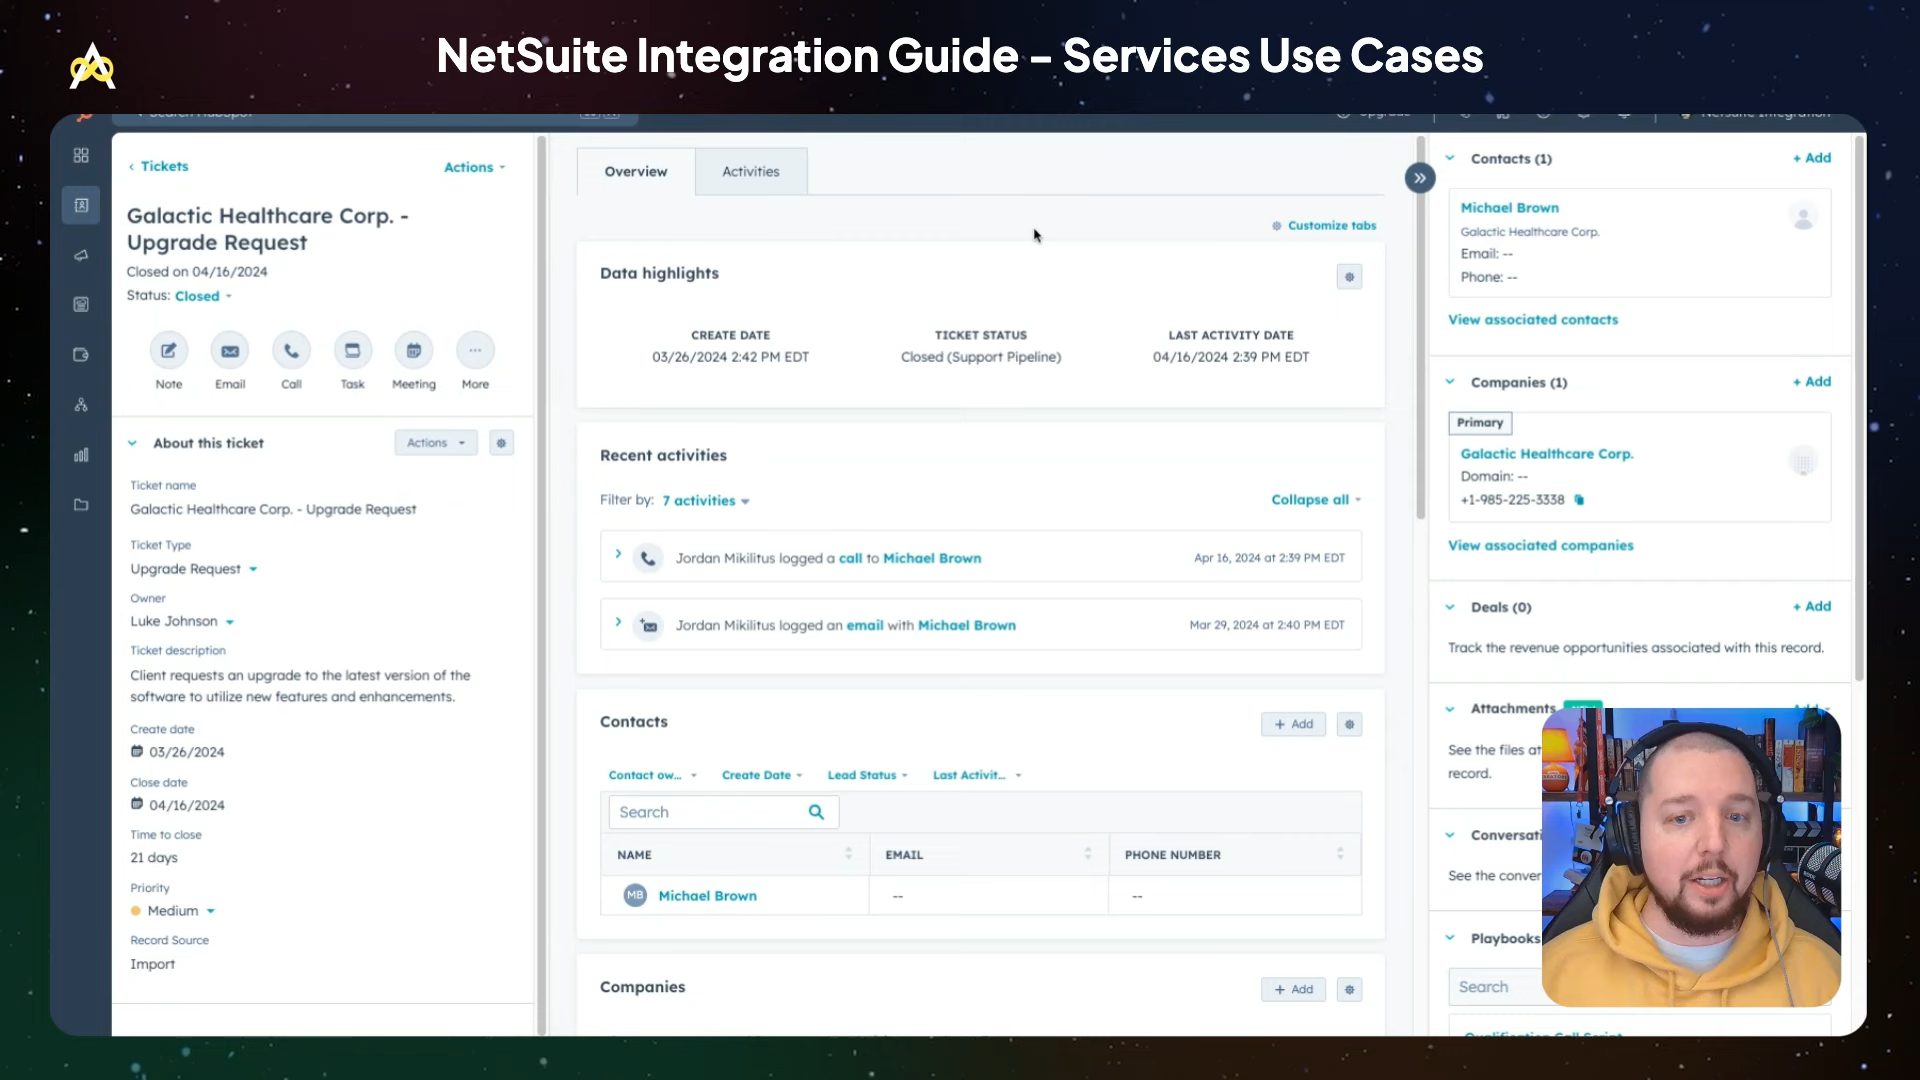 NetSuite Integration Guide – Services Use Cases
Search HubSpot
Upgrade
NetSuite Integration
Tickets
Actions
Galactic Healthcare Corp. -
Upgrade Request
Closed on 04/16/2024
Status: Closed
Note
Email
Call
Task
Meeting
More
About this ticket
Actions
Ticket name
Galactic Healthcare Corp. - Upgrade Request
Ticket Type
Upgrade Request
Owner
Luke Johnson
Ticket description
Client requests an upgrade to the latest version of the
software to utilize new features and enhancements.
Create date
03/26/2024
Close date
04/16/2024
Time to close
21 days
Priority
Medium
Record Source
Import
Overview
Activities
Customize tabs
Data highlights
CREATE DATE
03/26/2024 2:42 PM EDT
TICKET STATUS
Closed (Support Pipeline)
LAST ACTIVITY DATE
04/16/2024 2:39 PM EDT
Recent activities
Filter by: 7 activities
Collapse all
Jordan Mikilitus logged a call to Michael Brown
Apr 16, 2024 at 2:39 PM EDT
Jordan Mikilitus logged an email with Michael Brown
Mar 29, 2024 at 2:40 PM EDT
Contacts
+ Add
Contact ow...
Create Date
Lead Status
Last Activit...
Search
NAME
EMAIL
PHONE NUMBER
MB
Michael Brown
--
--
Companies
+ Add
Contacts (1)
+ Add
Michael Brown
Galactic Healthcare Corp.
Email: --
Phone: --
View associated contacts
Companies (1)
+ Add
Primary
Galactic Healthcare Corp.
Domain: --
+1-985-225-3338
View associated companies
Deals (0)
+ Add
Track the revenue opportunities associated with this record.
Attachments
See the files at
record.
Conversati
See the conver
Playbooks
Search
Qualification Call Script